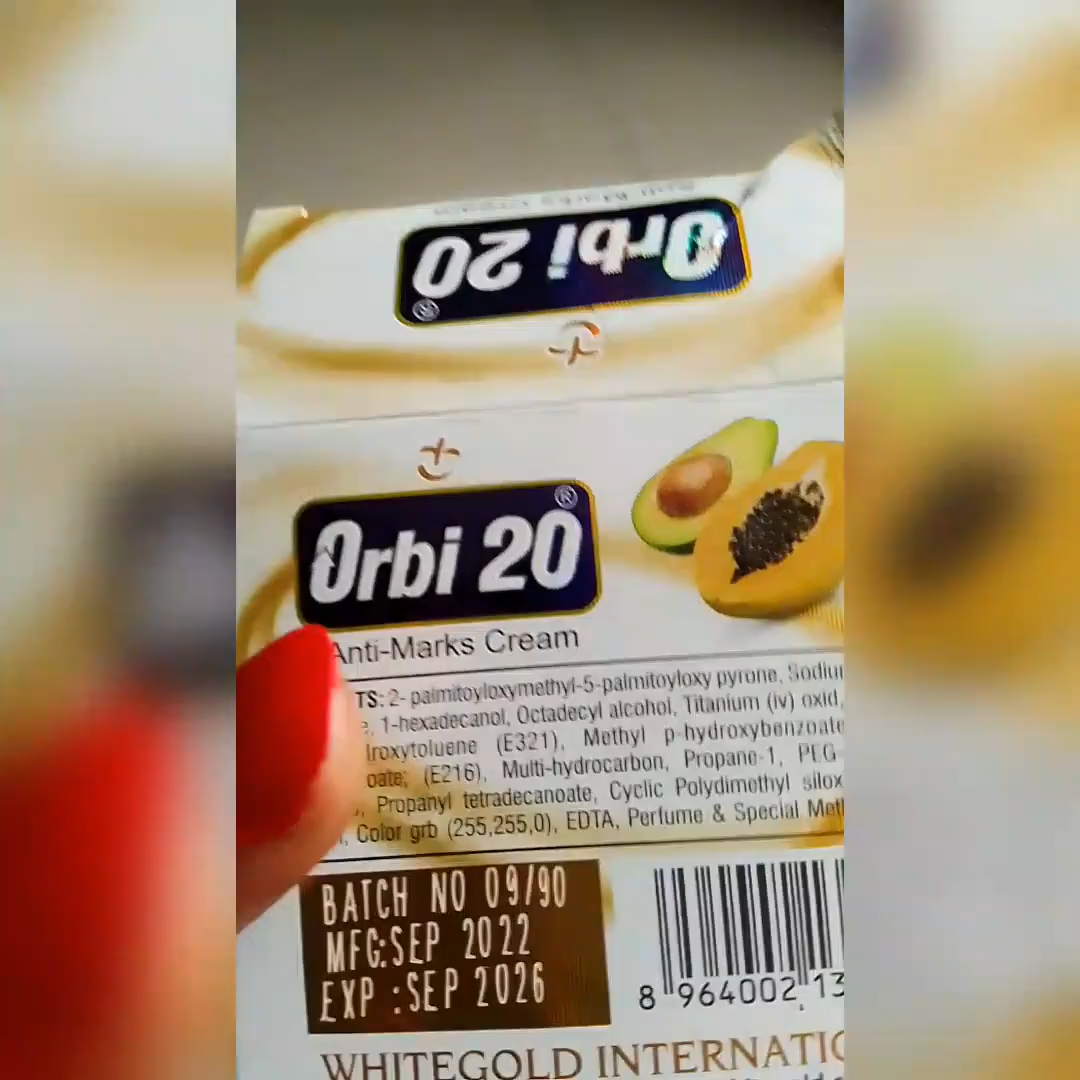 Orbi 20
®
®
Orbi 20
Anti-Marks Cream
TS: 2- palmitoyloxymethyl-5-palmitoyloxy pyrone, Sodiu
1-hexadecanol, Octadecyl alcohol, Titanium (iv) oxid,
lroxytoluene (E321), Methyl p-hydroxybenzoate
oate; (E216), Multi-hydrocarbon, Propane-1, PEG-
, Propanyl tetradecanoate, Cyclic Polydimethyl silox
, Color grb (255,255,0), EDTA, Perfume & Special Met
BATCH NO 09/90
MFG:SEP 2022
EXP :SEP 2026
8 964002 13
WHITEGOLD INTERNATIO